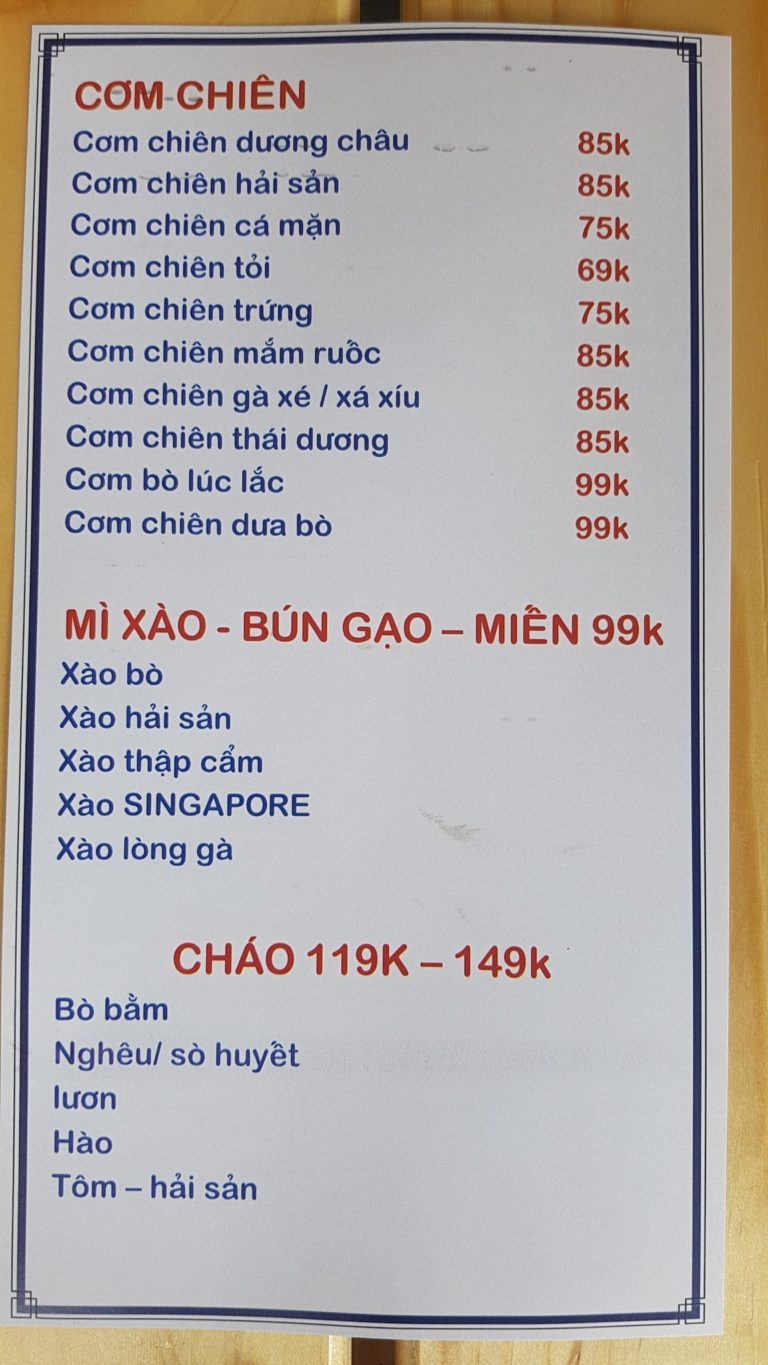 CƠM CHIÊN
Cơm chiên dương châu 85k
Cơm chiên hải sản 85k
Cơm chiên cá mặn 75k
Cơm chiên tỏi 69k
Cơm chiên trứng 75k
Cơm chiên mắm ruốc 85k
Cơm chiên gà xé / xá xíu 85k
Cơm chiên thái dương 85k
Cơm bò lúc lắc 99k
Cơm chiên dưa bò 99k
MÌ XÀO - BÚN GẠO – MIẾN 99k
Xào bò
Xào hải sản
Xào thập cẩm
Xào SINGAPORE
Xào lòng gà
CHÁO 119K – 149k
Bò bằm
Nghêu/ sò huyết
lươn
Hào
Tôm – hải sản